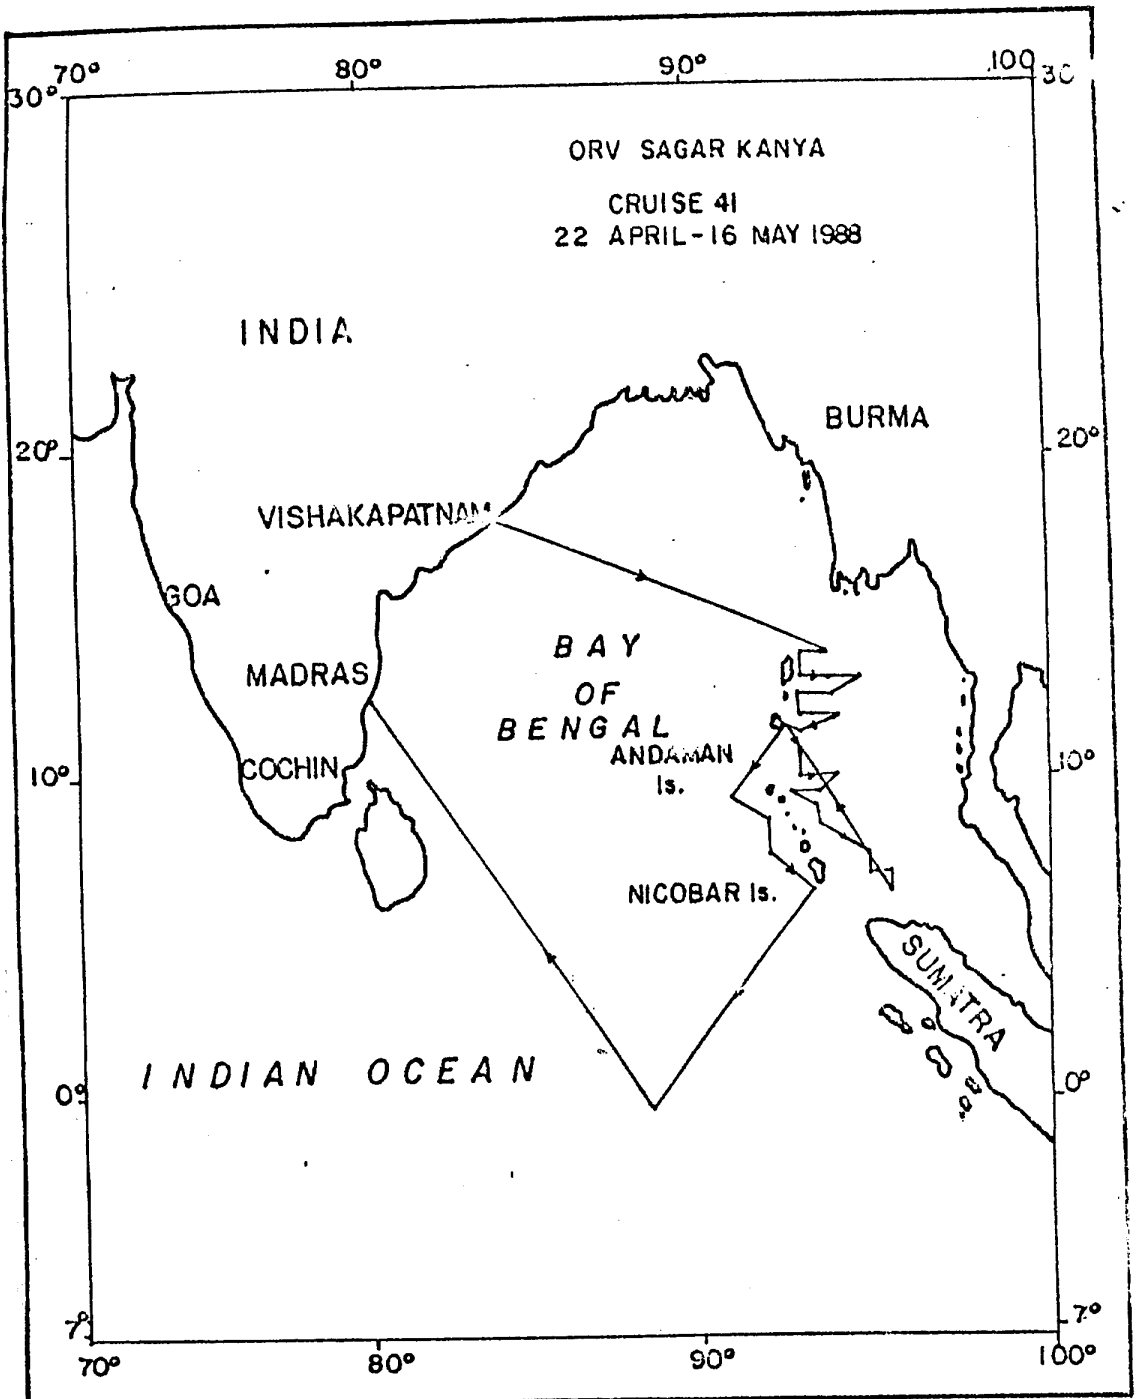 70° 80° 90° 100
30° 30
ORV SAGAR KANYA
CRUISE 41
22 APRIL-16 MAY 1988
INDIA
BURMA
20° 20°
VISHAKAPATNAM
GOA
BAY
OF
BENGAL
MADRAS
ANDAMAN
Is.
COCHIN
10° 10°
NICOBAR Is.
SUMATRA
INDIAN OCEAN
0° 0°
7° 7°
70° 80° 90° 100°